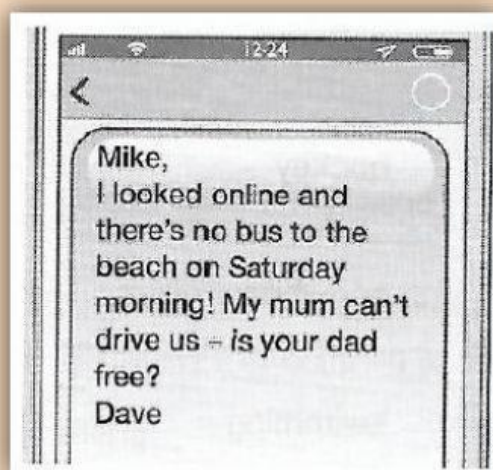 12:24
Mike,
I looked online and
there's no bus to the
beach on Saturday
morning! My mum can't
drive us – is your dad
free?
Dave